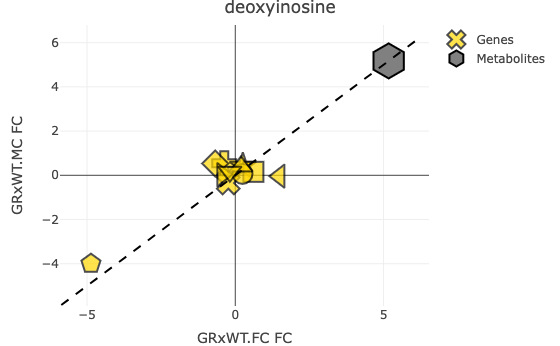 deoxyinosine
6
4
2
0
−2
−4
−5
0
5
GRxWT.MC FC
GRxWT.FC FC
Genes
Metabolites